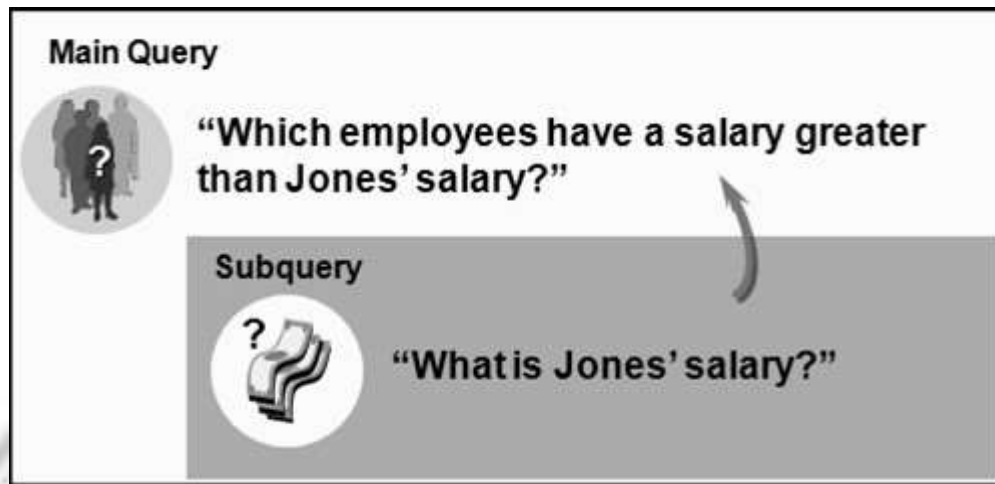 Main Query
?
“Which employees have a salary greater
than Jones’ salary?”
Subquery
?
“What is Jones’ salary?”